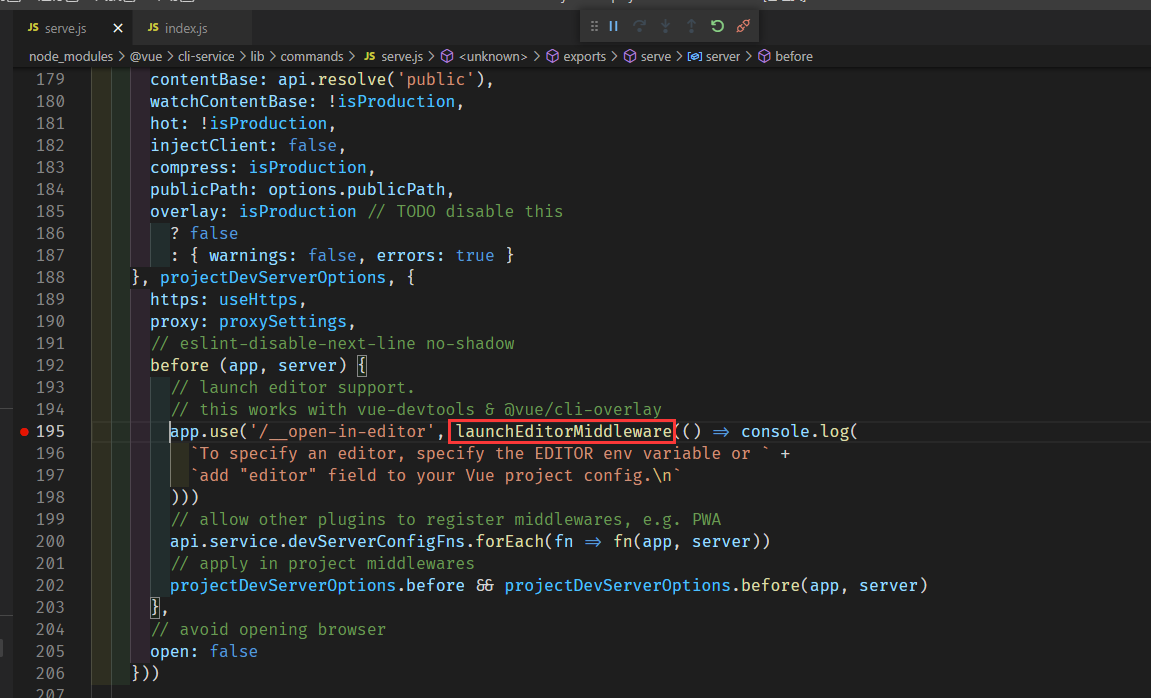 JS serve.js × JS index.js
node_modules > @vue > cli-service > lib > commands > JS serve.js > <unknown> > exports > serve > server > before
179 contentBase: api.resolve('public'),
180 watchContentBase: !isProduction,
181 hot: !isProduction,
182 injectClient: false,
183 compress: isProduction,
184 publicPath: options.publicPath,
185 overlay: isProduction // TODO disable this
186 ? false
187 : { warnings: false, errors: true }
188 }, projectDevServerOptions, {
189 https: useHttps,
190 proxy: proxySettings,
191 // eslint-disable-next-line no-shadow
192 before (app, server) {
193 // launch editor support.
194 // this works with vue-devtools & @vue/cli-overlay
195 app.use('/__open-in-editor', launchEditorMiddleware(() => console.log(
196 `To specify an editor, specify the EDITOR env variable or ` +
197 `add "editor" field to your Vue project config.\n`
198 )))
199 // allow other plugins to register middlewares, e.g. PWA
200 api.service.devServerConfigFns.forEach(fn => fn(app, server))
201 // apply in project middlewares
202 projectDevServerOptions.before && projectDevServerOptions.before(app, server)
203 },
204 // avoid opening browser
205 open: false
206 }))
207